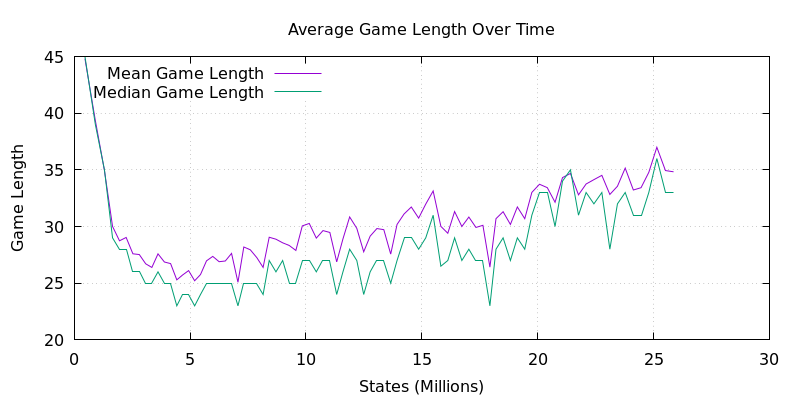 Average Game Length Over Time
Mean Game Length
Median Game Length
Game Length
45
40
35
30
25
20
0 5 10 15 20 25 30
States (Millions)